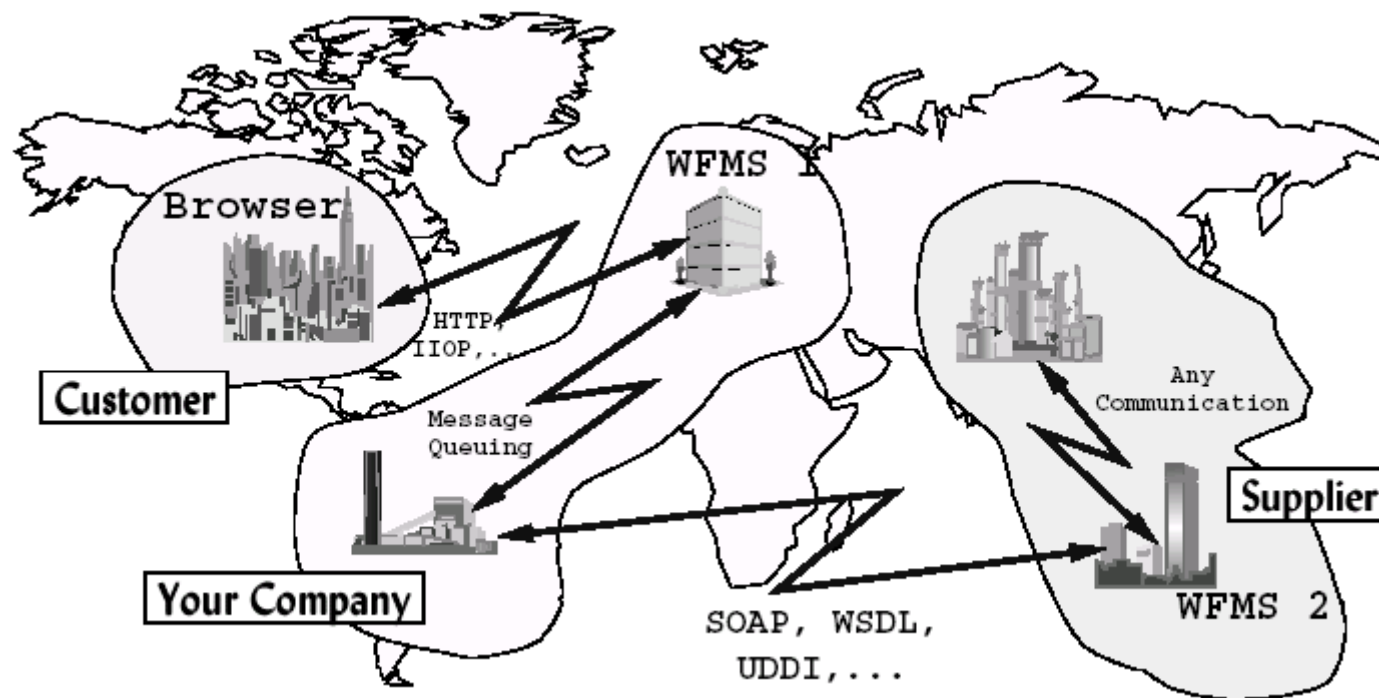 WFMS 1
Browser
HTTP,
IIOP,..
Customer
Any
Communication
Message
Queuing
Supplier
Your Company
WFMS 2
SOAP, WSDL,
UDDI,...